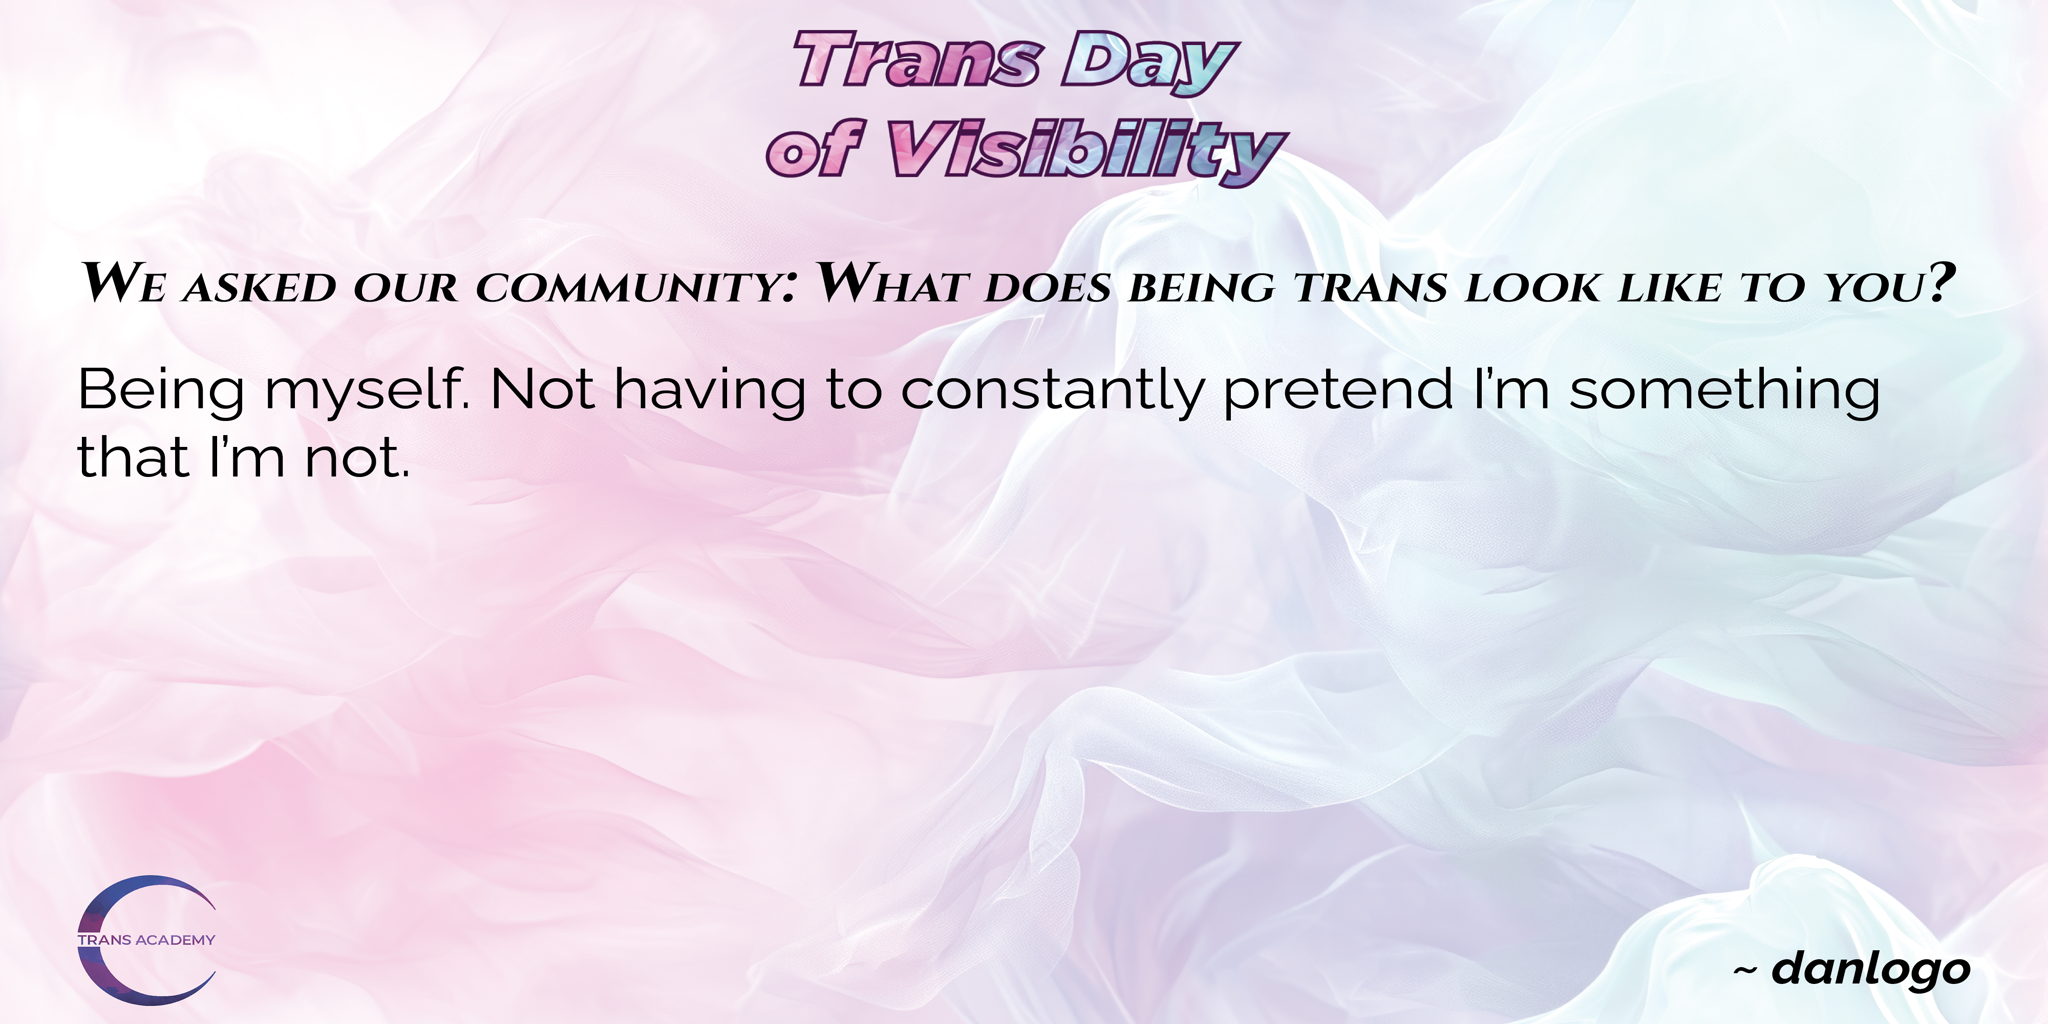 Trans Day
of Visibility
We asked our community: What does being trans look like to you?
Being myself. Not having to constantly pretend I'm something
that I'm not.
TRANS ACADEMY
~ danlogo